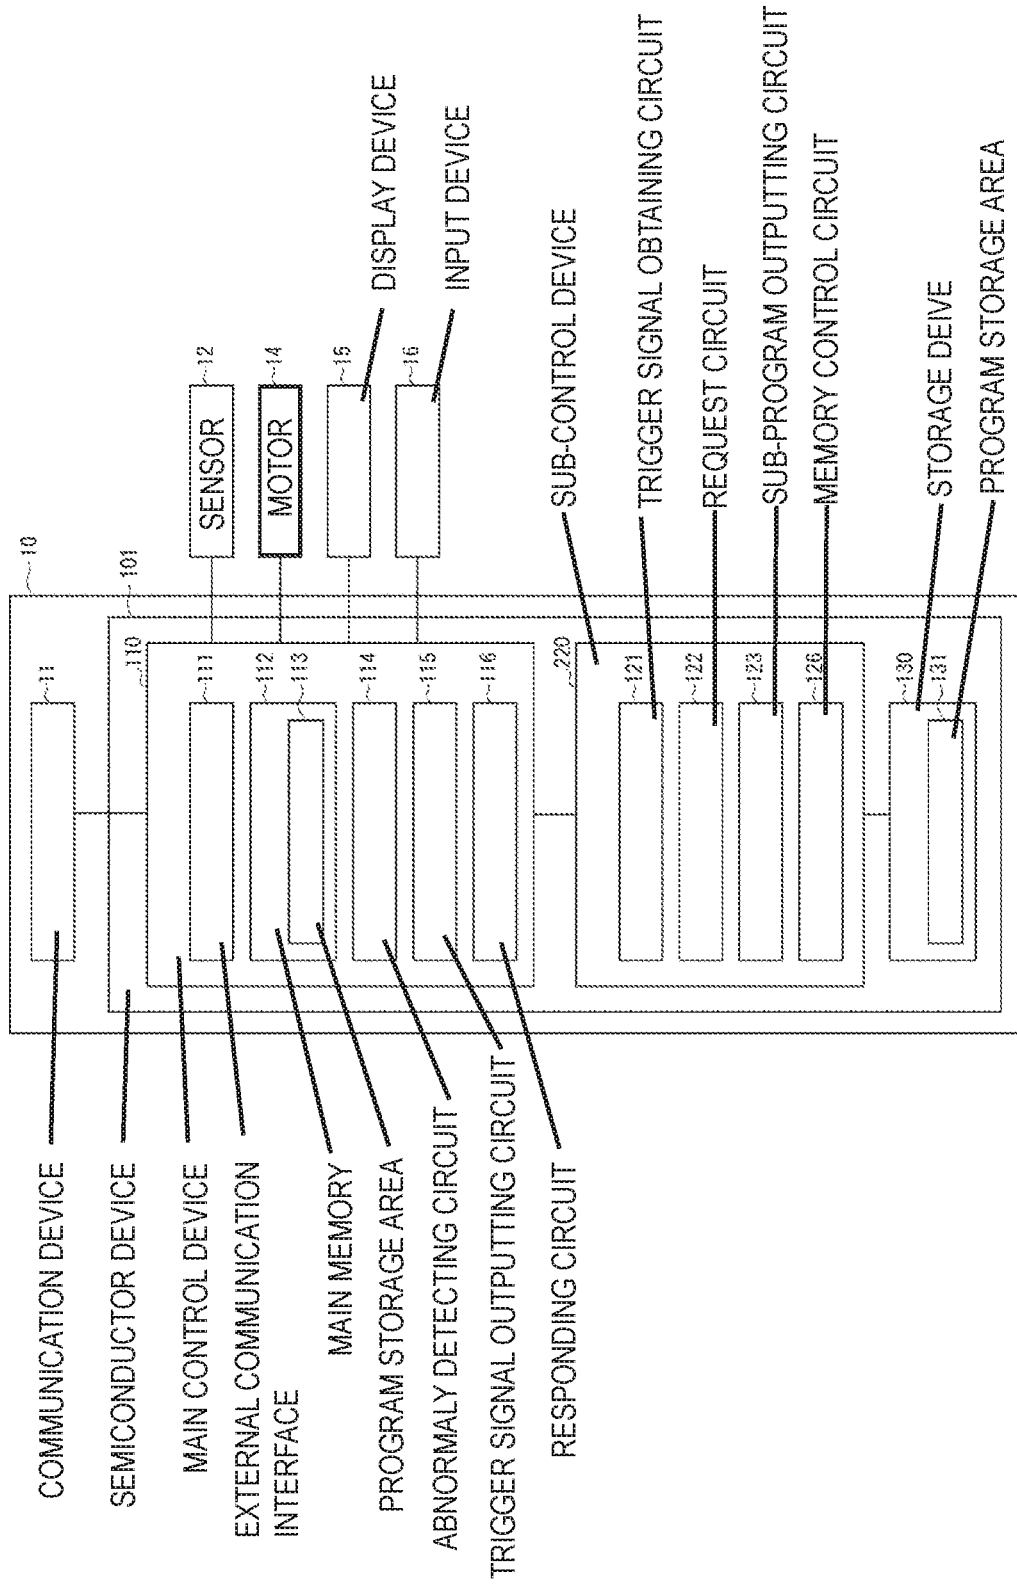 COMMUNICATION DEVICE
SEMICONDUCTOR DEVICE
MAIN CONTROL DEVICE
EXTERNAL COMMUNICATION
INTERFACE
MAIN MEMORY
PROGRAM STORAGE AREA
ABNORMALY DETECTING CIRCUIT
TRIGGER SIGNAL OUTPUTTING CIRCUIT
RESPONDING CIRCUIT
10
11
101
110
111
112
113
114
115
116
220
121
122
123
126
130
131
SENSOR
12
MOTOR
14
15
16
DISPLAY DEVICE
INPUT DEVICE
SUB-CONTROL DEVICE
TRIGGER SIGNAL OBTAINING CIRCUIT
REQUEST CIRCUIT
SUB-PROGRAM OUTPUTTING CIRCUIT
MEMORY CONTROL CIRCUIT
STORAGE DEIVE
PROGRAM STORAGE AREA